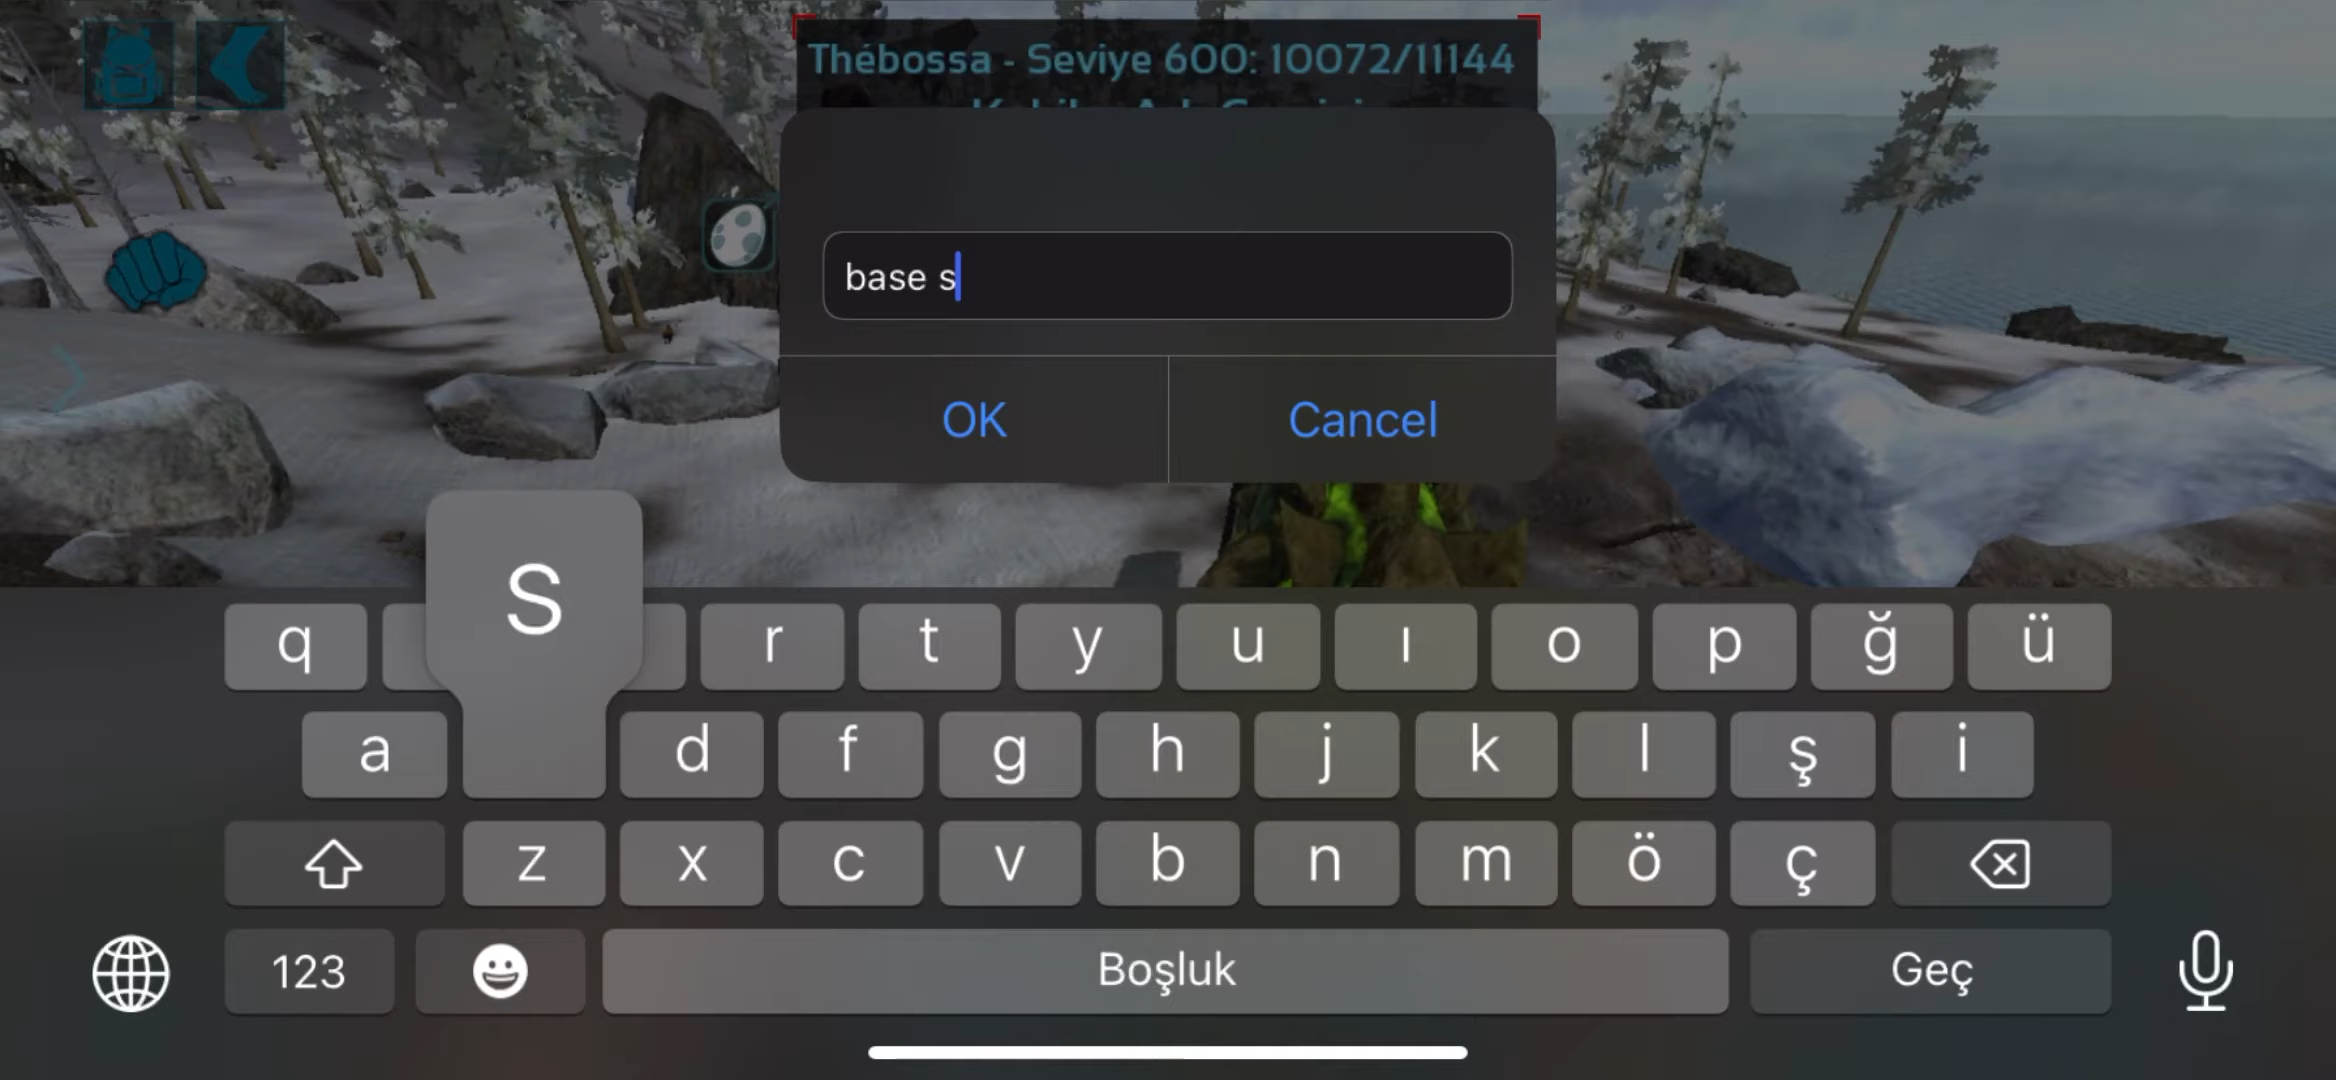 Thébossa - Seviye 600: 10072/11144
base s
OK Cancel
S
q r t y u ı o p ğ ü
a d f g h j k l ş i
z x c v b n m ö ç
123 Boşluk Geç